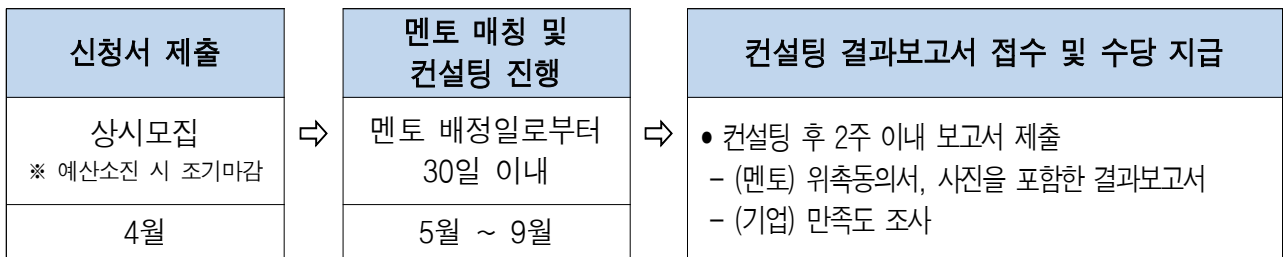 신청서 제출
상시모집
※ 예산소진 시 조기마감
4월
⇨
멘토 매칭 및
컨설팅 진행
멘토 배정일로부터
30일 이내
5월 ~ 9월
⇨
컨설팅 결과보고서 접수 및 수당 지급
• 컨설팅 후 2주 이내 보고서 제출
- (멘토) 위촉동의서, 사진을 포함한 결과보고서
- (기업) 만족도 조사